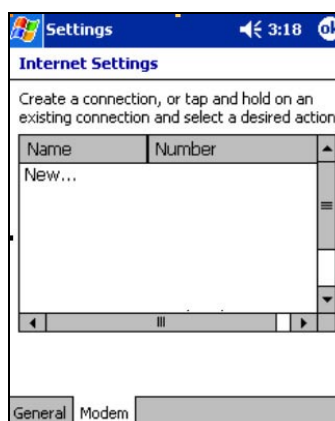 Settings 3:18 ok
Internet Settings
Create a connection, or tap and hold on an
existing connection and select a desired action
Name Number
New...
General Modem